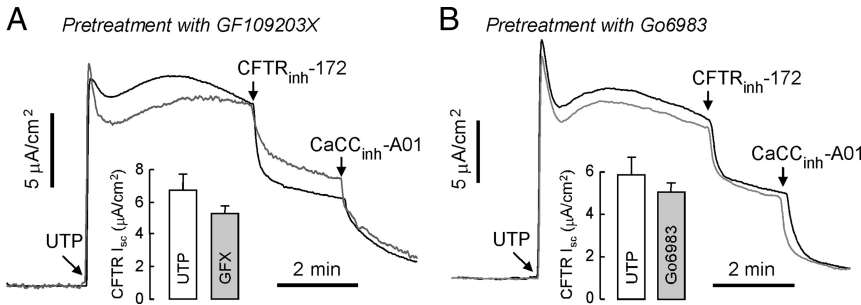 A
Pretreatment with GF109203X
CFTRinh-172
CaCCinh-A01
5 µA/cm²
UTP
8
6
4
2
0
CFTR Isc (µA/cm²)
UTP
GFX
2 min
B
Pretreatment with Go6983
CFTRinh-172
CaCCinh-A01
5 µA/cm²
UTP
6
4
2
0
CFTR Isc (µA/cm²)
UTP
Go6983
2 min